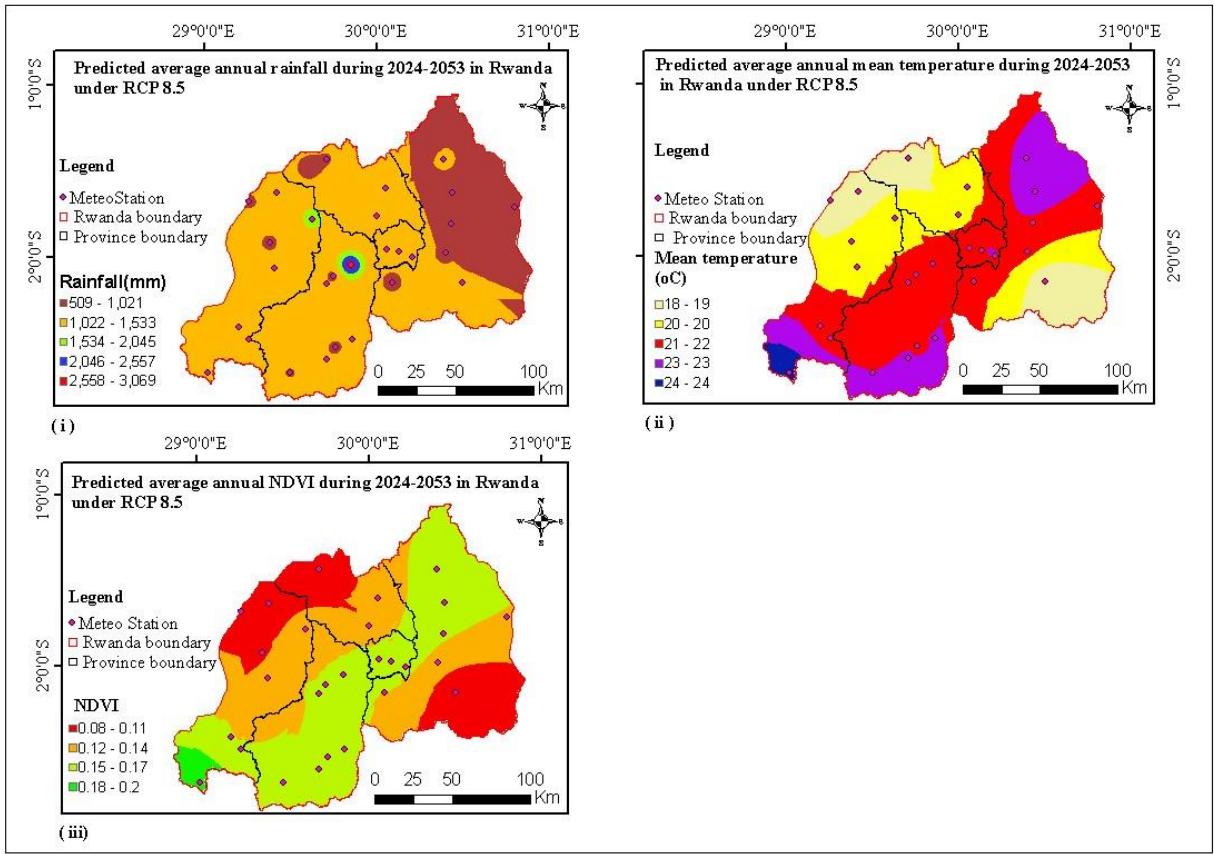 29°0'0"E 30°0'0"E 31°0'0"E
1°0'0"S
2°0'0"S
Predicted average annual rainfall during 2024-2053 in Rwanda
under RCP 8.5
N
W E
S
Legend
Meteo Station
Rwanda boundary
Province boundary
Rainfall(mm)
509 - 1,021
1,022 - 1,533
1,534 - 2,045
2,046 - 2,557
2,558 - 3,069
0 25 50 100
Km
( i )
29°0'0"E 30°0'0"E 31°0'0"E
1°0'0"S
2°0'0"S
Predicted average annual mean temperature during 2024-2053
in Rwanda under RCP 8.5
N
W E
S
Legend
Meteo Station
Rwanda boundary
Province boundary
Mean temperature
(oC)
18 - 19
20 - 20
21 - 22
23 - 23
24 - 24
0 25 50 100
Km
( ii )
29°0'0"E 30°0'0"E 31°0'0"E
1°0'0"S
2°0'0"S
Predicted average annual NDVI during 2024-2053 in Rwanda
under RCP 8.5
N
W E
S
Legend
Meteo Station
Rwanda boundary
Province boundary
NDVI
0.08 - 0.11
0.12 - 0.14
0.15 - 0.17
0.18 - 0.2
0 25 50 100
Km
( iii)